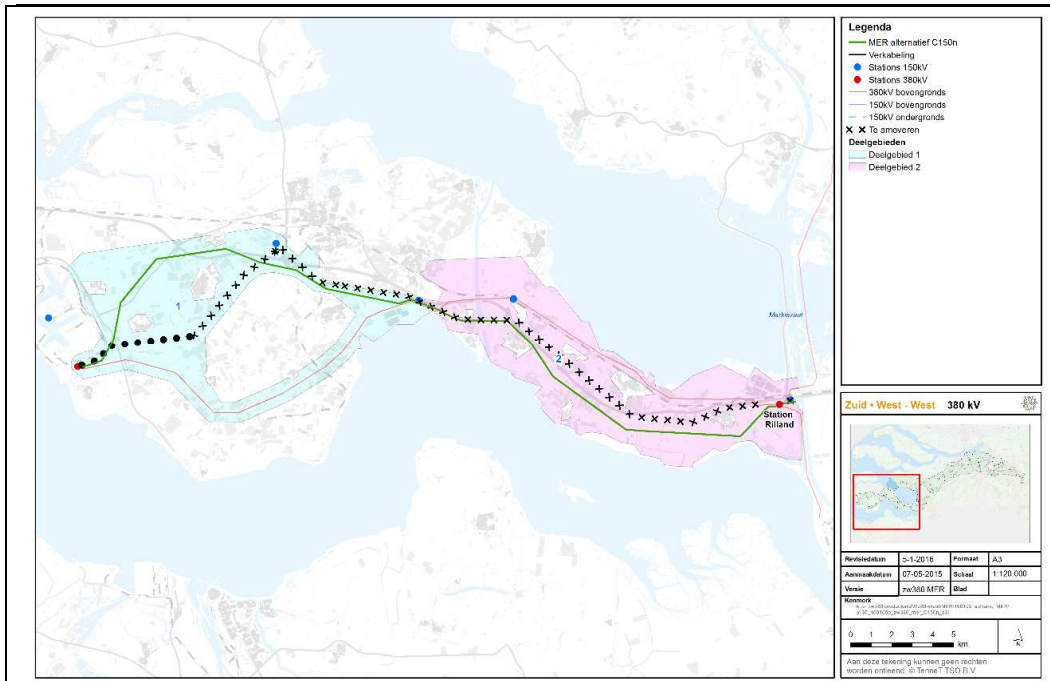 1
2
Markiezaat
Station
Rilland
Legenda
MER alternatief C150n
Verkabeling
Stations 150kV
Stations 380kV
380kV bovengronds
150kV bovengronds
150kV ondergronds
Te amoveren
Deelgebieden
Deelgebied 1
Deelgebied 2
Zuid • West - West 380 kV
Revisiedatum 5-1-2016 Formaat A3
Aanmaakdatum 07-05-2015 Schaal 1:120.000
Versie zw380 MER Blad
Kenmerk
0 1 2 3 4 5
km
N
Aan deze tekening kunnen geen rechten
worden ontleend. © TenneT TSO B.V.